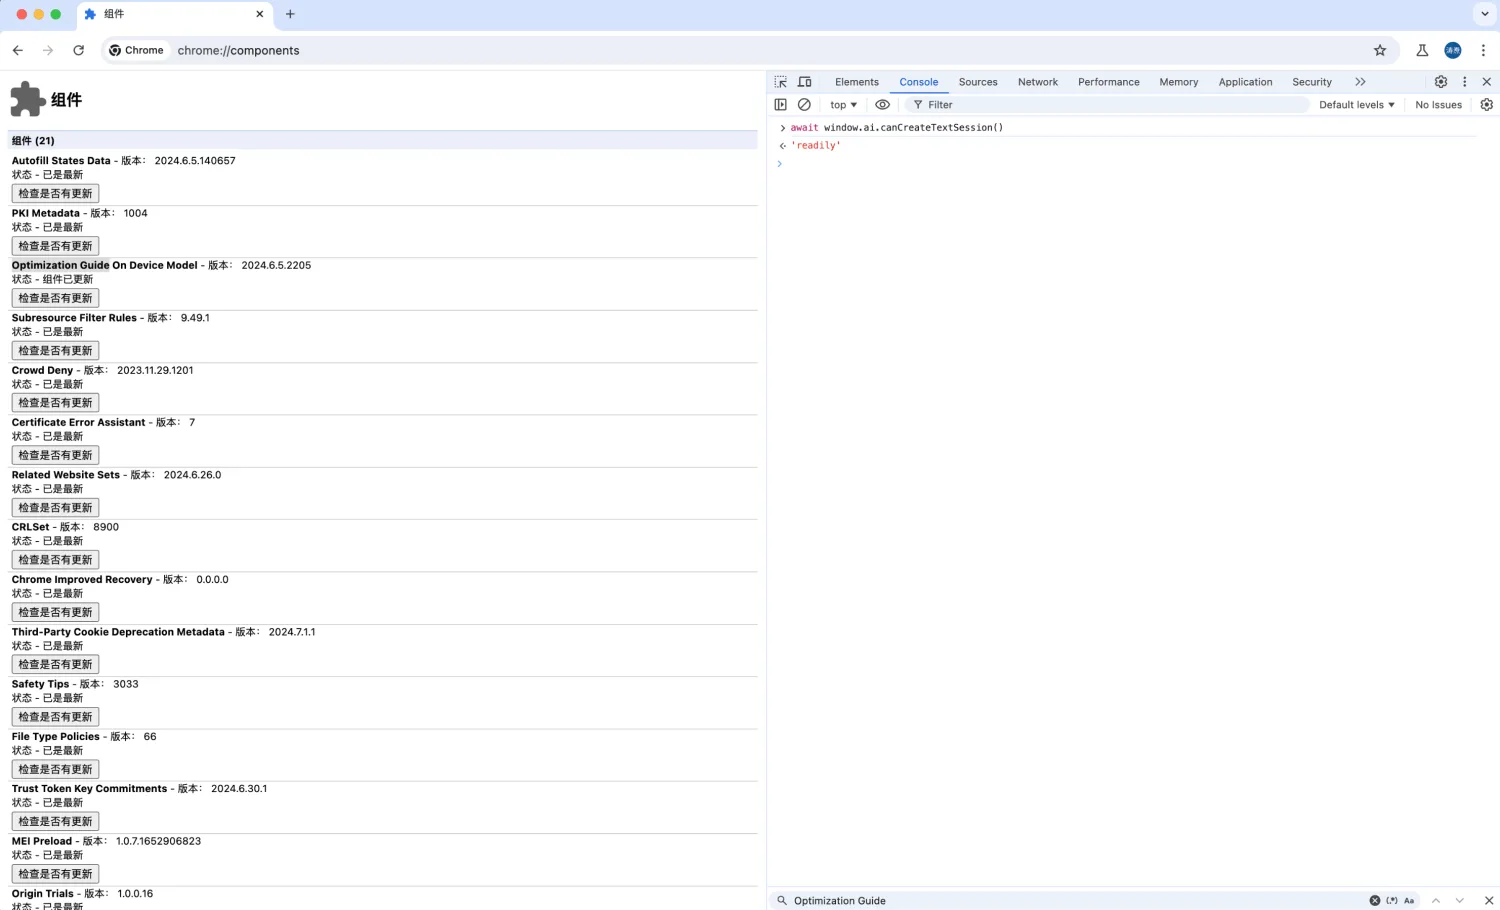 组件
Chrome
chrome://components
组件
组件 (21)
Autofill States Data - 版本： 2024.6.5.140657
状态 - 已是最新
检查是否有更新
PKI Metadata - 版本： 1004
状态 - 已是最新
检查是否有更新
Optimization Guide On Device Model - 版本： 2024.6.5.2205
状态 - 组件已更新
检查是否有更新
Subresource Filter Rules - 版本： 9.49.1
状态 - 已是最新
检查是否有更新
Crowd Deny - 版本： 2023.11.29.1201
状态 - 已是最新
检查是否有更新
Certificate Error Assistant - 版本： 7
状态 - 已是最新
检查是否有更新
Related Website Sets - 版本： 2024.6.26.0
状态 - 已是最新
检查是否有更新
CRLSet - 版本： 8900
状态 - 已是最新
检查是否有更新
Chrome Improved Recovery - 版本： 0.0.0.0
状态 - 已是最新
检查是否有更新
Third-Party Cookie Deprecation Metadata - 版本： 2024.7.1.1
状态 - 已是最新
检查是否有更新
Safety Tips - 版本： 3033
状态 - 已是最新
检查是否有更新
File Type Policies - 版本： 66
状态 - 已是最新
检查是否有更新
Trust Token Key Commitments - 版本： 2024.6.30.1
状态 - 已是最新
检查是否有更新
MEI Preload - 版本： 1.0.7.1652906823
状态 - 已是最新
检查是否有更新
Origin Trials - 版本： 1.0.0.16
状态 - 已是最新
Elements Console Sources Network Performance Memory Application Security
top Filter Default levels No Issues
await window.ai.canCreateTextSession()
'readily'
Optimization Guide (.*) Aa